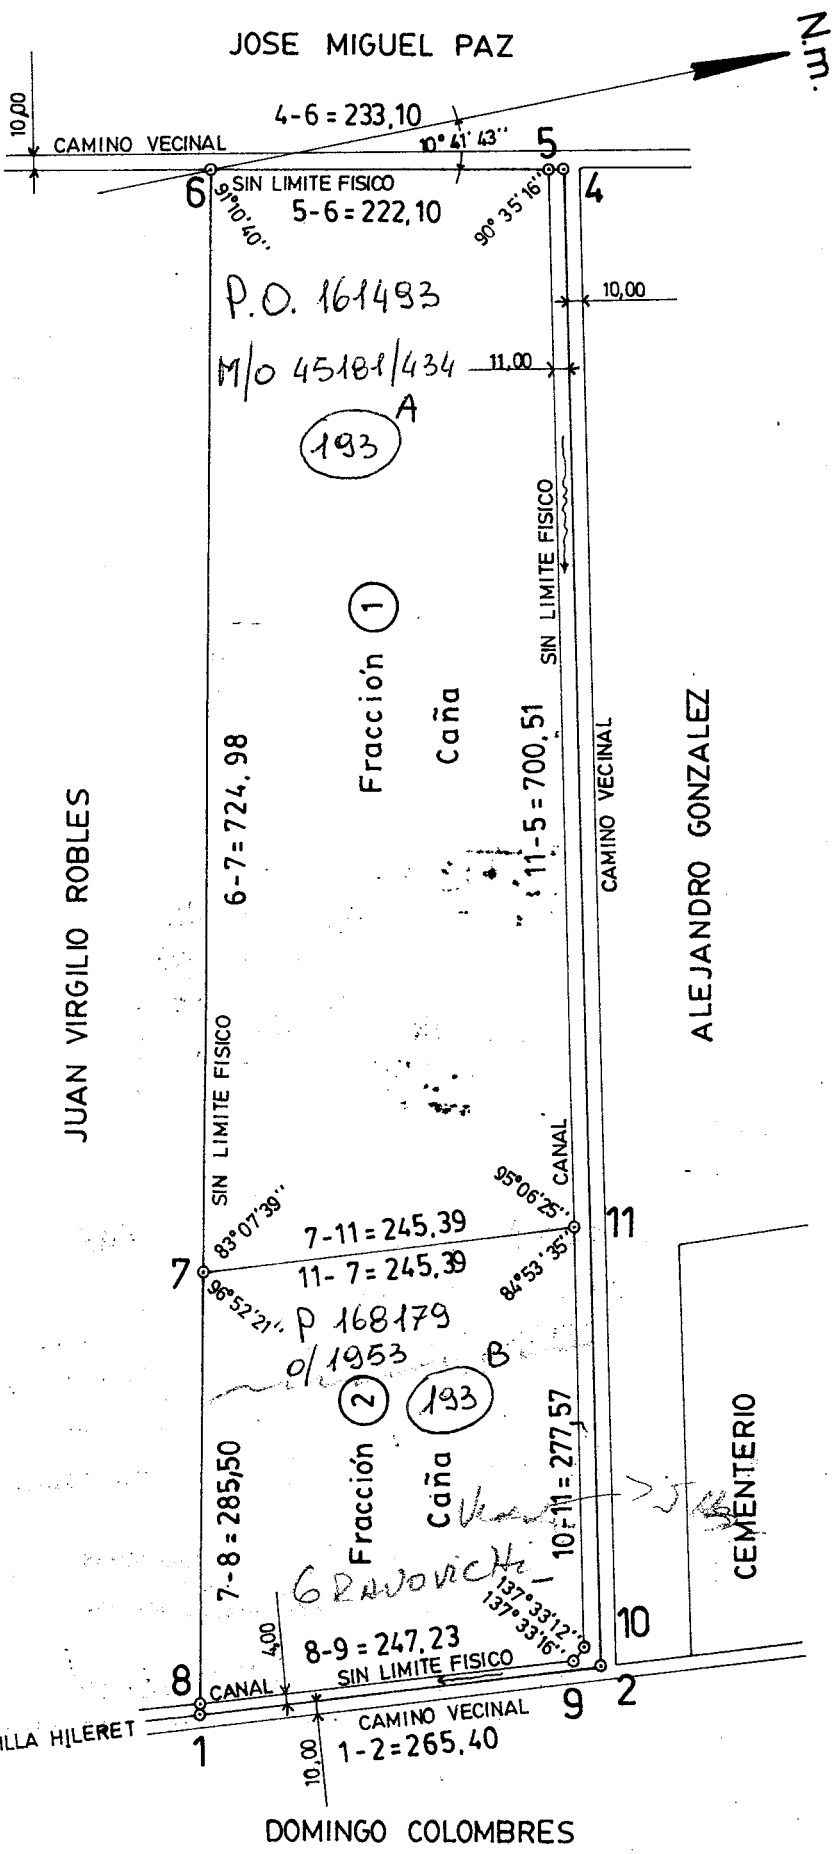 JOSE MIGUEL PAZ
N.m.
10,00
4-6 = 233,10
10° 41' 43''
CAMINO VECINAL
5
6
SIN LIMITE FISICO
4
5-6 = 222,10
91°10'40''
90° 35'16''
P.O. 161493
10,00
M/O 45181/434
11,00
A
193
SIN LIMITE FISICO
Fracción 1
Caña
6-7 = 724,98
11-5 = 700,51
CAMINO VECINAL
JUAN VIRGILIO ROBLES
ALEJANDRO GONZALEZ
SIN LIMITE FISICO
CANAL
83°07'39''
95°06'25''
7-11 = 245,39
11
7
11-7 = 245,39
96°52'21''
84°53'35''
P 168179
O/1953
B
193
Fracción 2
Caña
7-8 = 285,50
10-11 = 277,57
CEMENTERIO
137°33'12''
137°33'16''
10
4,00
8-9 = 247,23
SIN LIMITE FISICO
8
CANAL
9
2
ILLA HILERET
CAMINO VECINAL
1
10,00
1-2 = 265,40
DOMINGO COLOMBRES